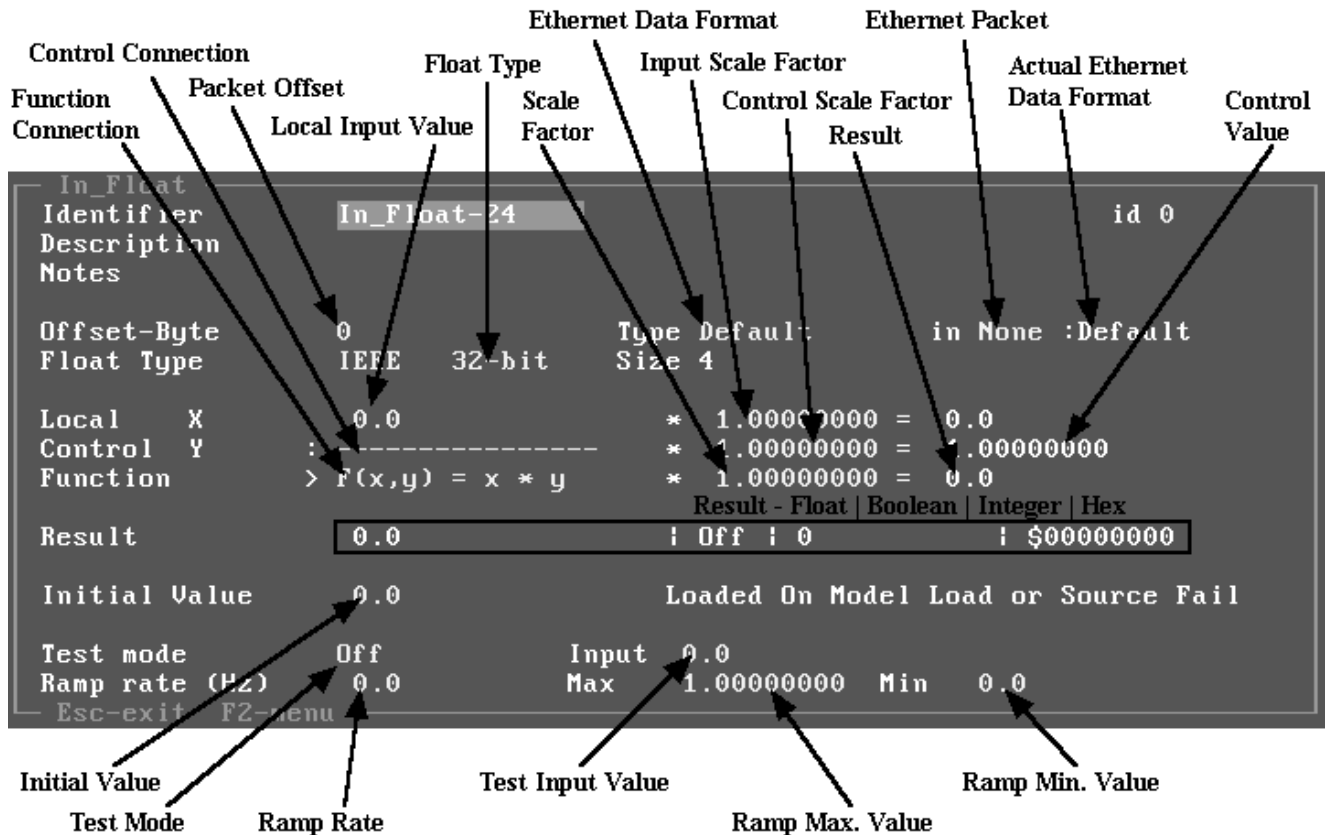 Ethernet Data Format Ethernet Packet
Control Connection Float Type Input Scale Factor Actual Ethernet Data Format
Function Connection Packet Offset Scale Factor Control Scale Factor Control Value
Local Input Value Result
In_Float
Identifier In_Float-24 id 0
Description
Notes
Offset-Byte 0 Type Default in None :Default
Float Type IEEE 32-bit Size 4
Local X 0.0 * 1.00000000 = 0.0
Control Y : ---------------- * 1.00000000 = 1.00000000
Function > F(x,y) = x * y * 1.00000000 = 0.0
Result - Float | Boolean | Integer | Hex
Result 0.0 ¦ Off ¦ 0 ¦ $00000000
Initial Value 0.0 Loaded On Model Load or Source Fail
Test mode Off Input 0.0
Ramp rate (Hz) 0.0 Max 1.00000000 Min 0.0
Esc-exit F2-menu
Initial Value Test Input Value Ramp Min. Value
Test Mode Ramp Rate Ramp Max. Value